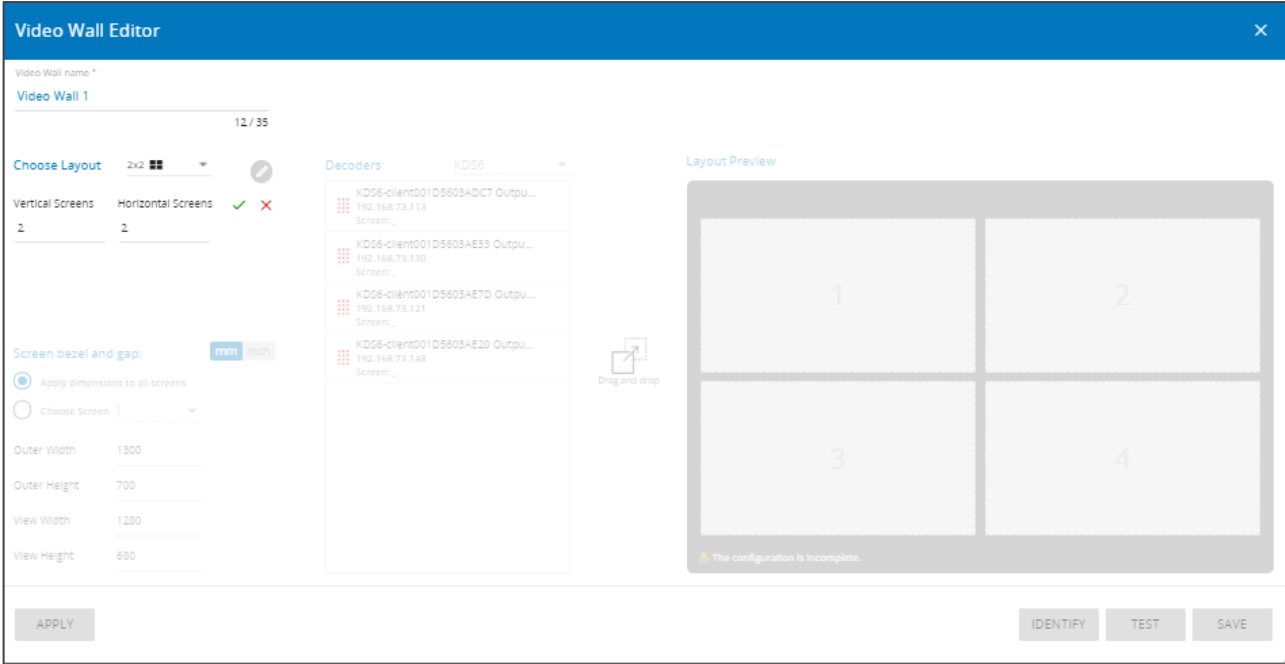 Video Wall Editor
Video Wall name *
Video Wall 1
12 / 35
Choose Layout 2x2
Vertical Screens Horizontal Screens
2 2
Screen bezel and gap: mm inch
Apply dimensions to all screens
Choose Screen 1
Outer Width 1300
Outer Height 700
View Width 1280
View Height 680
Decoders KDS6
KDS6-client001D5603ADC7 Outpu...
192.168.73.113
Screen:_
KDS6-client001D5603AE33 Outpu...
192.168.73.130
Screen:_
KDS6-client001D5603AE7D Outpu...
192.168.73.121
Screen:_
KDS6-client001D5603AE20 Outpu...
192.168.73.148
Screen:_
Drag and drop
Layout Preview
1 2
3 4
The configuration is incomplete.
APPLY IDENTIFY TEST SAVE